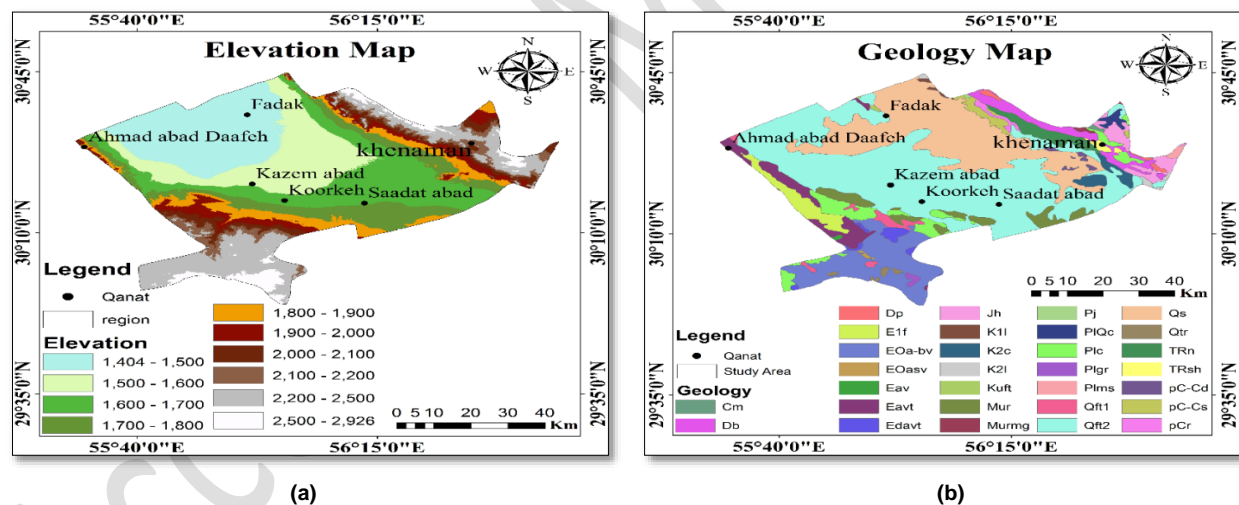 55°40'0"E 56°15'0"E
Elevation Map
N
W E
S
30°45'0"N
30°10'0"N
29°35'0"N
Fadak
Ahmad abad Daafeh
khenaman
Kazem abad
Koorkeh
Saadat abad
Legend
Qanat
region
Elevation
1,404 - 1,500
1,500 - 1,600
1,600 - 1,700
1,700 - 1,800
1,800 - 1,900
1,900 - 2,000
2,000 - 2,100
2,100 - 2,200
2,200 - 2,500
2,500 - 2,926
0 5 10 20 30 40
Km
30°45'0"N
30°10'0"N
29°35'0"N
55°40'0"E 56°15'0"E
(a)
55°40'0"E 56°15'0"E
Geology Map
N
W E
S
30°45'0"N
30°10'0"N
29°35'0"N
Fadak
Ahmad abad Daafeh
khenaman
Kazem abad
Koorkeh
Saadat abad
0 5 10 20 30 40
Km
Legend
Qanat
Study Area
Geology
Cm
Db
Dp
E1f
EOa-bv
EOasv
Eav
Eavt
Edavt
Jh
K1l
K2c
K2l
Kuft
Mur
Murmg
Pj
PlQc
Plc
Plgr
Plms
Qft1
Qft2
Qs
Qtr
TRn
TRsh
pC-Cd
pC-Cs
pCr
30°45'0"N
30°10'0"N
29°35'0"N
55°40'0"E 56°15'0"E
(b)